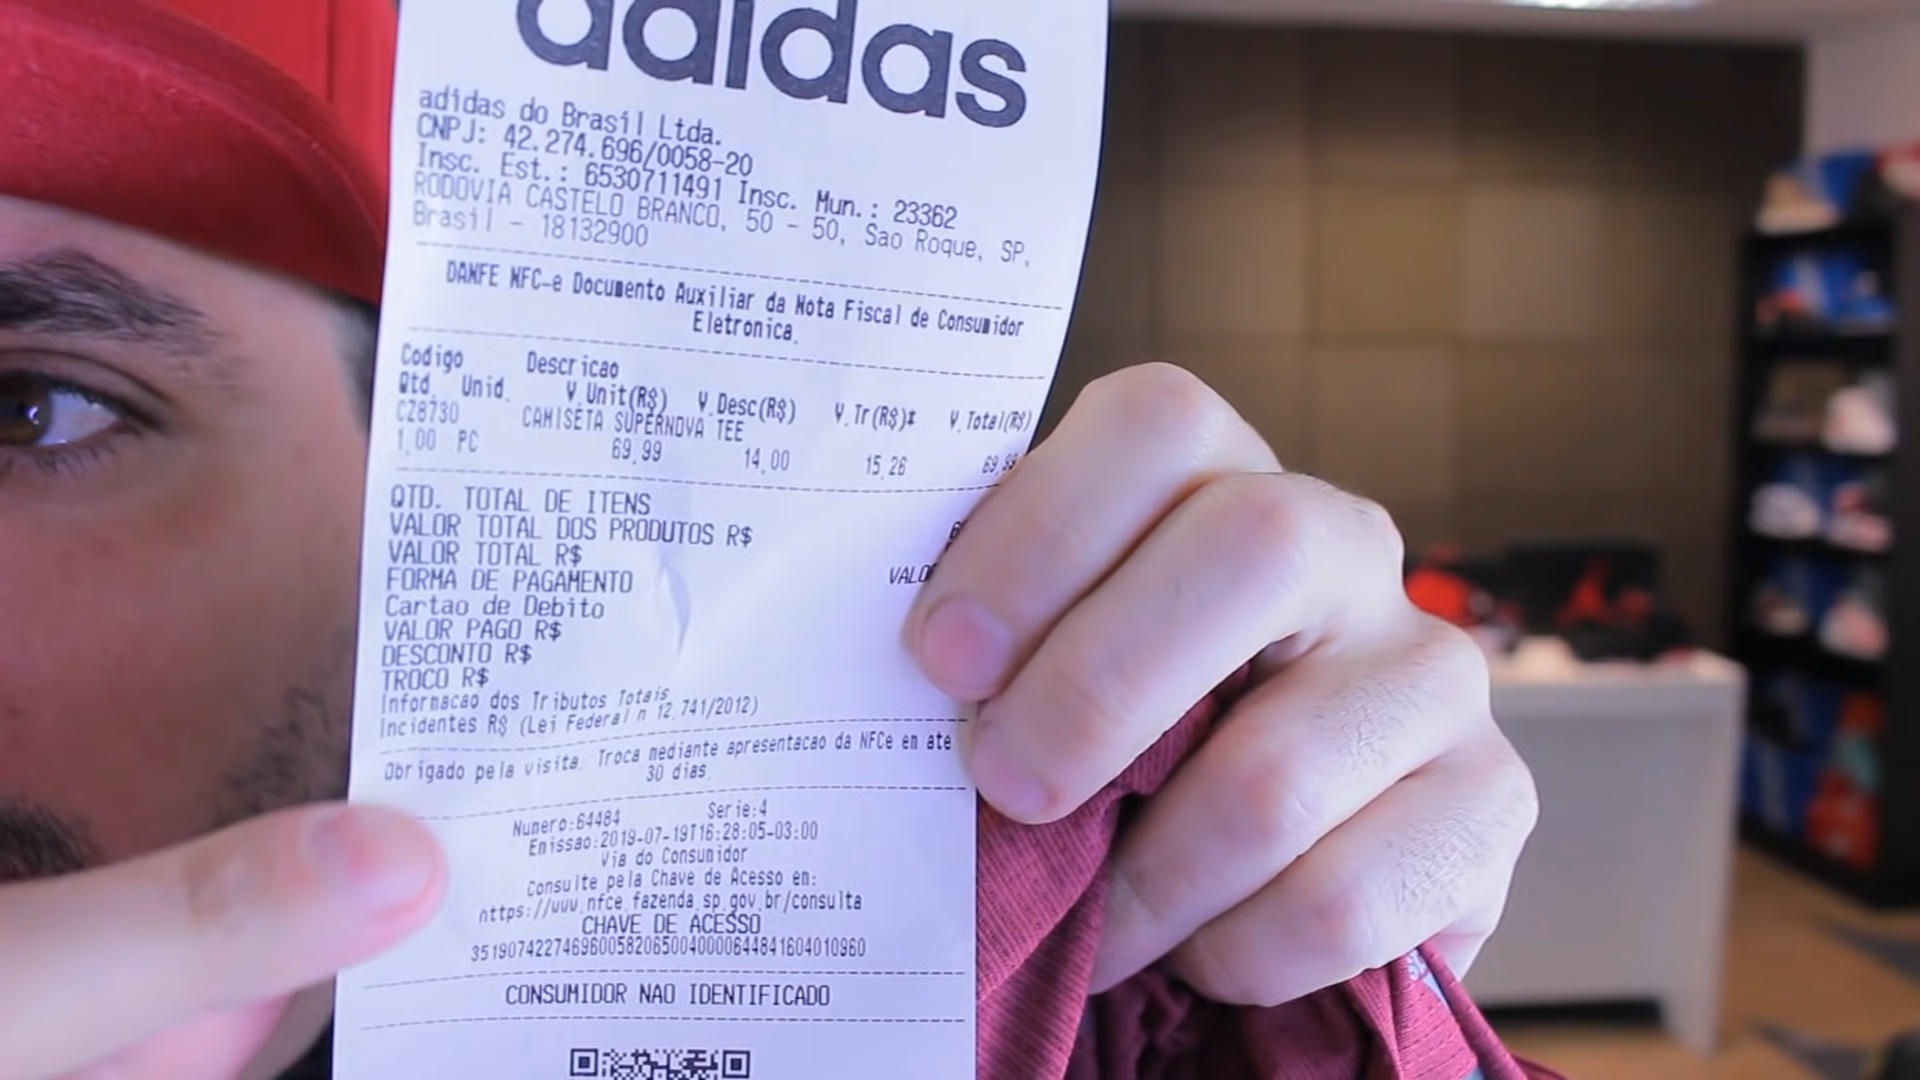 adidas
adidas do Brasil Ltda.
CNPJ: 42.274.696/0058-20
Insc. Est.: 6530711491 Insc. Mun.: 23362
RODOVIA CASTELO BRANCO, 50 - 50, Sao Roque, SP,
Brasil - 18132900
DANFE NFC-e Documento Auxiliar da Nota Fiscal de Consumidor
Eletronica.
Codigo Descricao
Qtd. Unid. V.Unit(R$) V.Desc(R$) V.Tr(R$)* V.Total(R$)
CZ8730 CAMISETA SUPERNOVA TEE
1,00 PC 69,99 14,00 15,26 69,99
QTD. TOTAL DE ITENS
VALOR TOTAL DOS PRODUTOS R$
VALOR TOTAL R$
FORMA DE PAGAMENTO
Cartao de Debito
VALOR PAGO R$
DESCONTO R$
TROCO R$
Informacao dos Tributos Totais
Incidentes R$ (Lei Federal n 12.741/2012)
Obrigado pela visita. Troca mediante apresentacao da NFCe em ate
30 dias.
Numero:64484 Serie:4
Emissao:2019-07-19T16:28:05-03:00
Via do Consumidor
Consulte pela Chave de Acesso em:
https://www.nfce.fazenda.sp.gov.br/consulta
CHAVE DE ACESSO
35190742274696005820650040000644841604010960
CONSUMIDOR NAO IDENTIFICADO